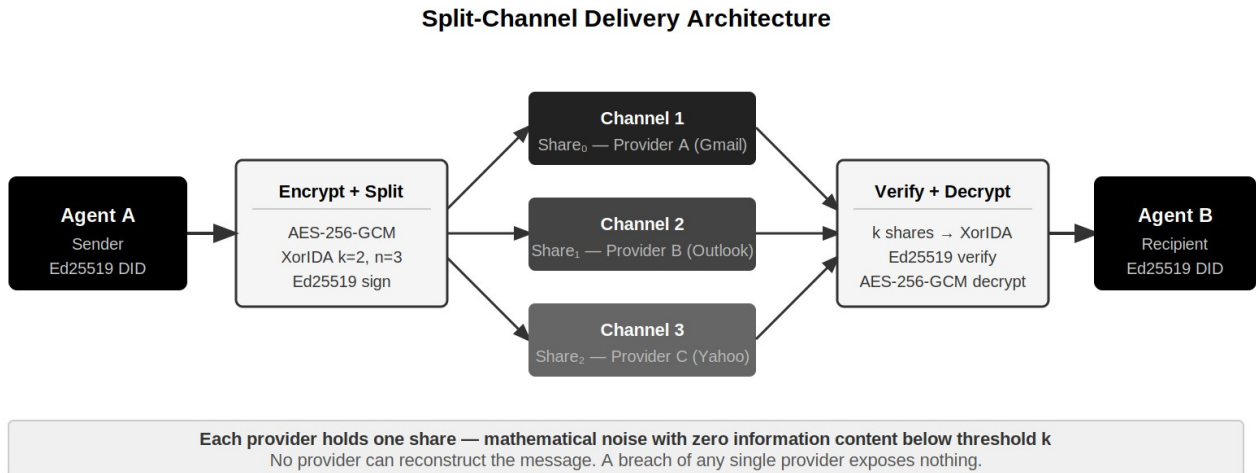 Split-Channel Delivery Architecture
Agent A
Sender
Ed25519 DID
Encrypt + Split
AES-256-GCM
XorIDA k=2, n=3
Ed25519 sign
Channel 1
Share₀ — Provider A (Gmail)
Channel 2
Share₁ — Provider B (Outlook)
Channel 3
Share₂ — Provider C (Yahoo)
Verify + Decrypt
k shares → XorIDA
Ed25519 verify
AES-256-GCM decrypt
Agent B
Recipient
Ed25519 DID
Each provider holds one share — mathematical noise with zero information content below threshold k
No provider can reconstruct the message. A breach of any single provider exposes nothing.